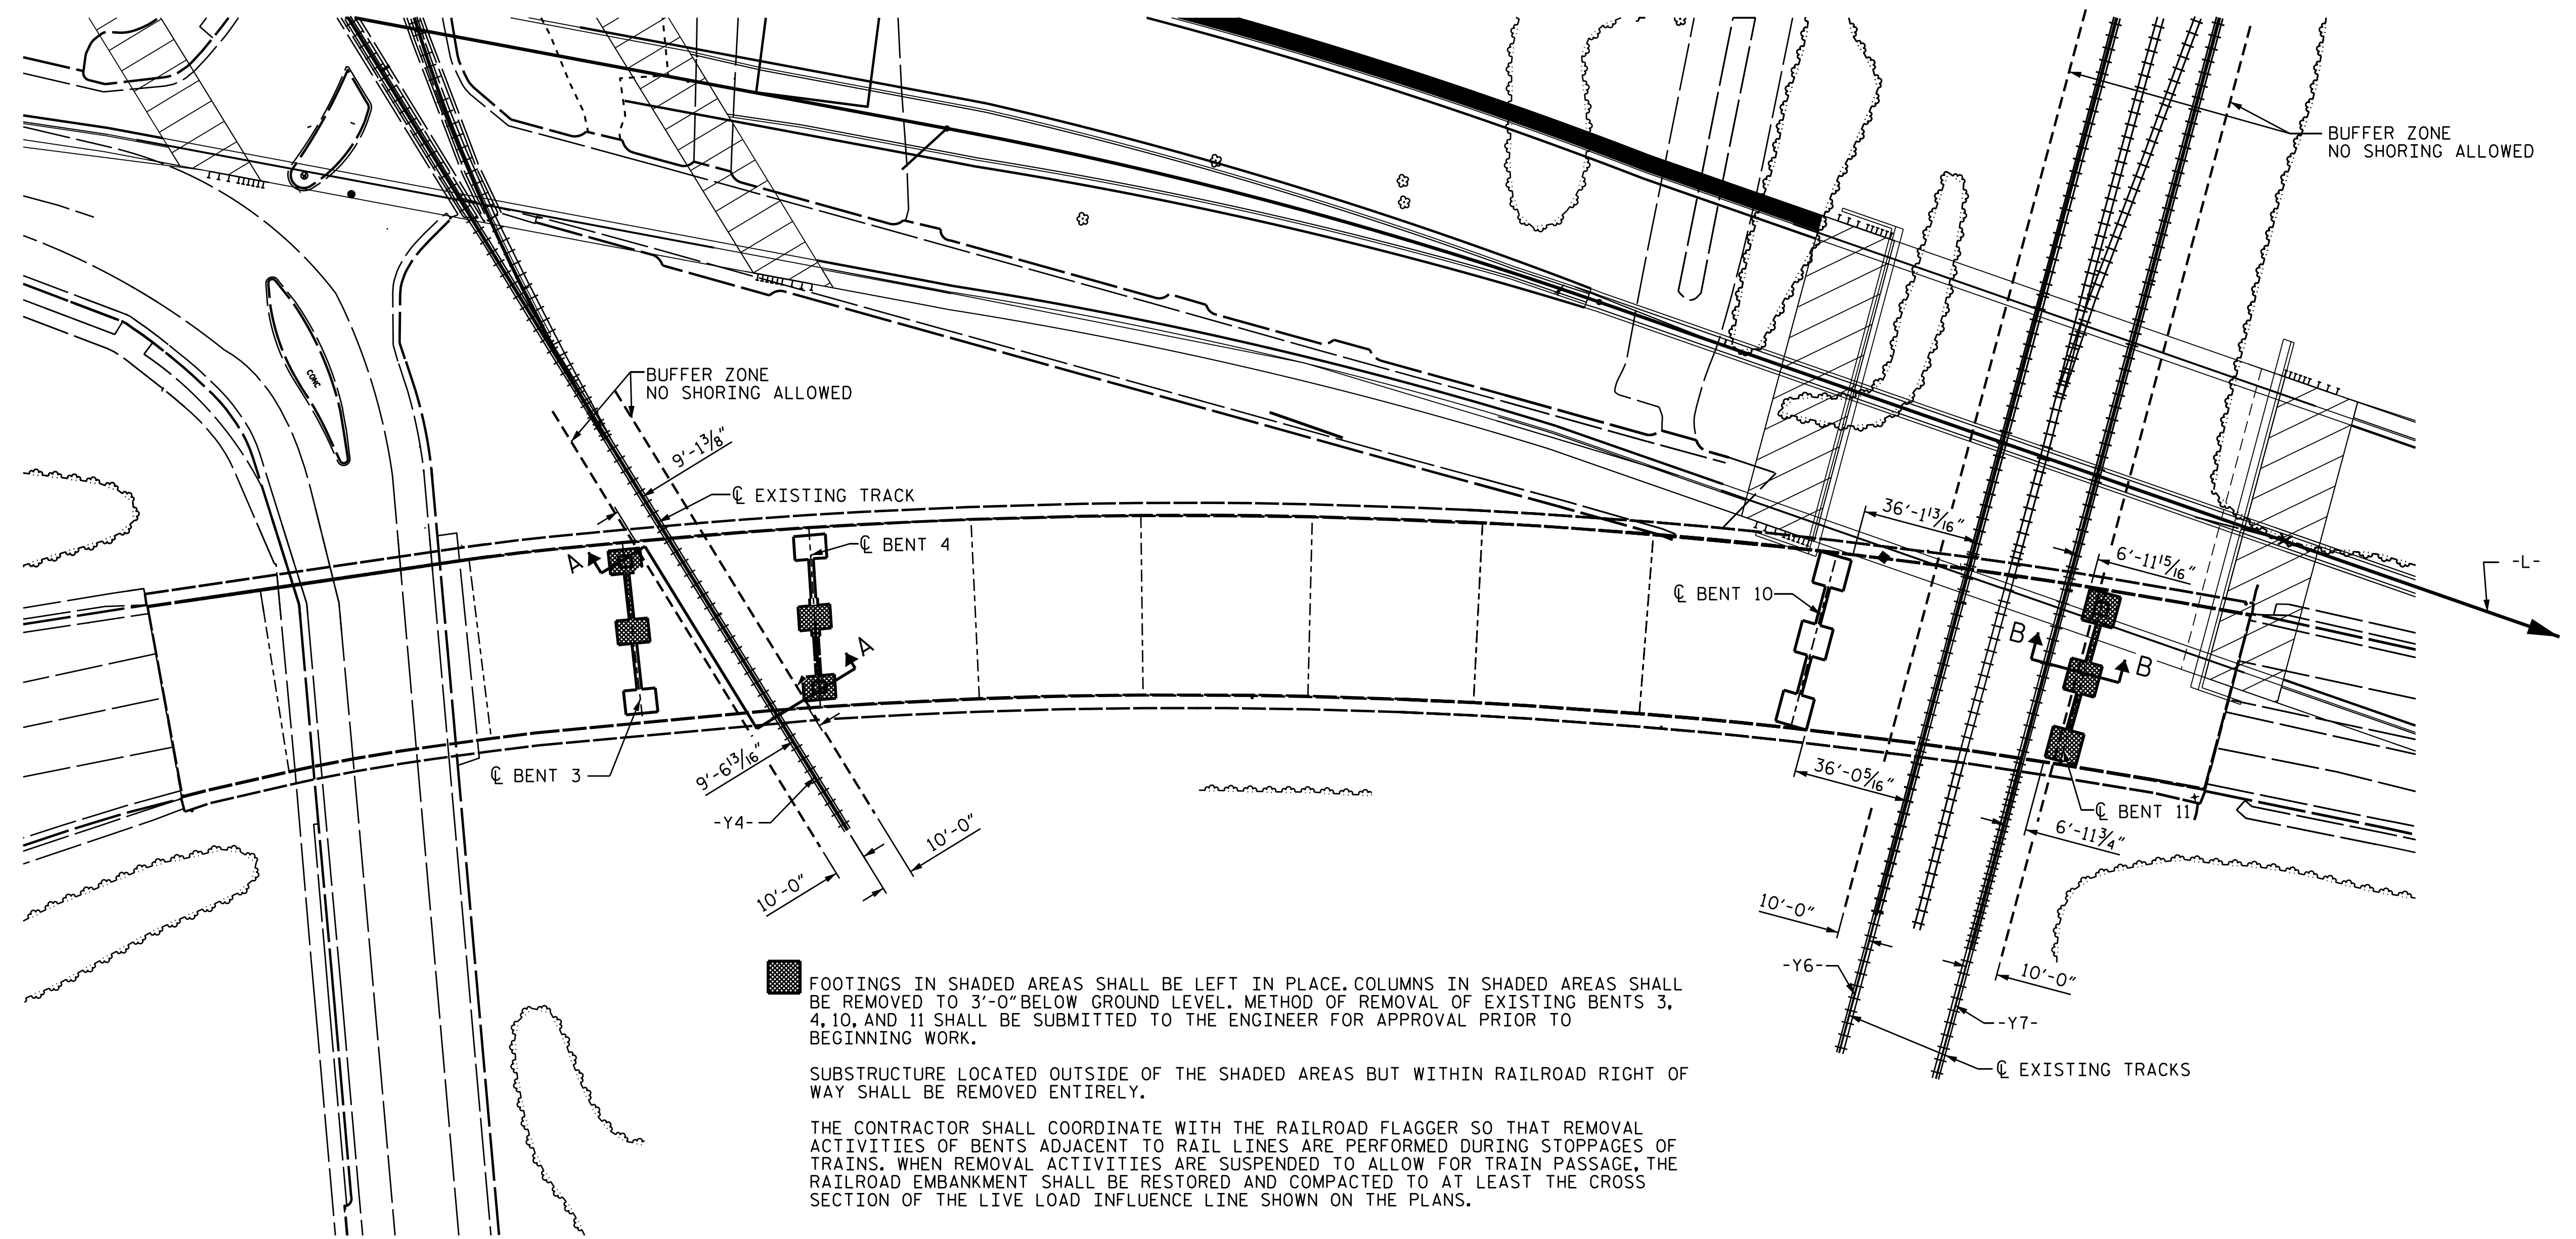 BUFFER ZONE
NO SHORING ALLOWED
CONC
BUFFER ZONE
NO SHORING ALLOWED
9'-1 3/8"
℄ EXISTING TRACK
A
℄ BENT 4
A
℄ BENT 3
9'-6 13/16"
-Y4-
10'-0"
10'-0"
36'-1 13/16"
6'-11 15/16"
-L-
℄ BENT 10
B
B
36'-0 5/16"
℄ BENT 11
6'-11 3/4"
10'-0"
-Y6-
10'-0"
-Y7-
℄ EXISTING TRACKS
FOOTINGS IN SHADED AREAS SHALL BE LEFT IN PLACE. COLUMNS IN SHADED AREAS SHALL
BE REMOVED TO 3'-0" BELOW GROUND LEVEL. METHOD OF REMOVAL OF EXISTING BENTS 3,
4, 10, AND 11 SHALL BE SUBMITTED TO THE ENGINEER FOR APPROVAL PRIOR TO
BEGINNING WORK.
SUBSTRUCTURE LOCATED OUTSIDE OF THE SHADED AREAS BUT WITHIN RAILROAD RIGHT OF
WAY SHALL BE REMOVED ENTIRELY.
THE CONTRACTOR SHALL COORDINATE WITH THE RAILROAD FLAGGER SO THAT REMOVAL
ACTIVITIES OF BENTS ADJACENT TO RAIL LINES ARE PERFORMED DURING STOPPAGES OF
TRAINS. WHEN REMOVAL ACTIVITIES ARE SUSPENDED TO ALLOW FOR TRAIN PASSAGE, THE
RAILROAD EMBANKMENT SHALL BE RESTORED AND COMPACTED TO AT LEAST THE CROSS
SECTION OF THE LIVE LOAD INFLUENCE LINE SHOWN ON THE PLANS.